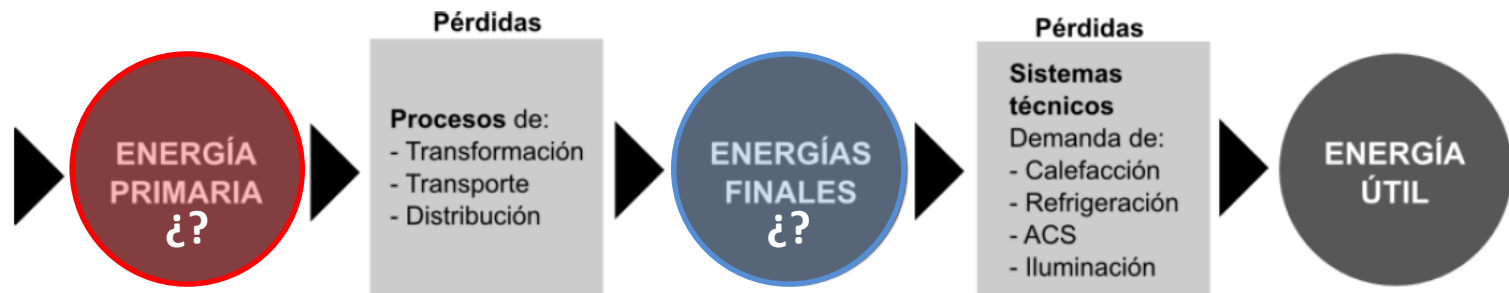 ENERGÍA
PRIMARIA
¿?
Pérdidas
Procesos de:
- Transformación
- Transporte
- Distribución
ENERGÍAS
FINALES
¿?
Pérdidas
Sistemas
técnicos
Demanda de:
- Calefacción
- Refrigeración
- ACS
- Iluminación
ENERGÍA
ÚTIL